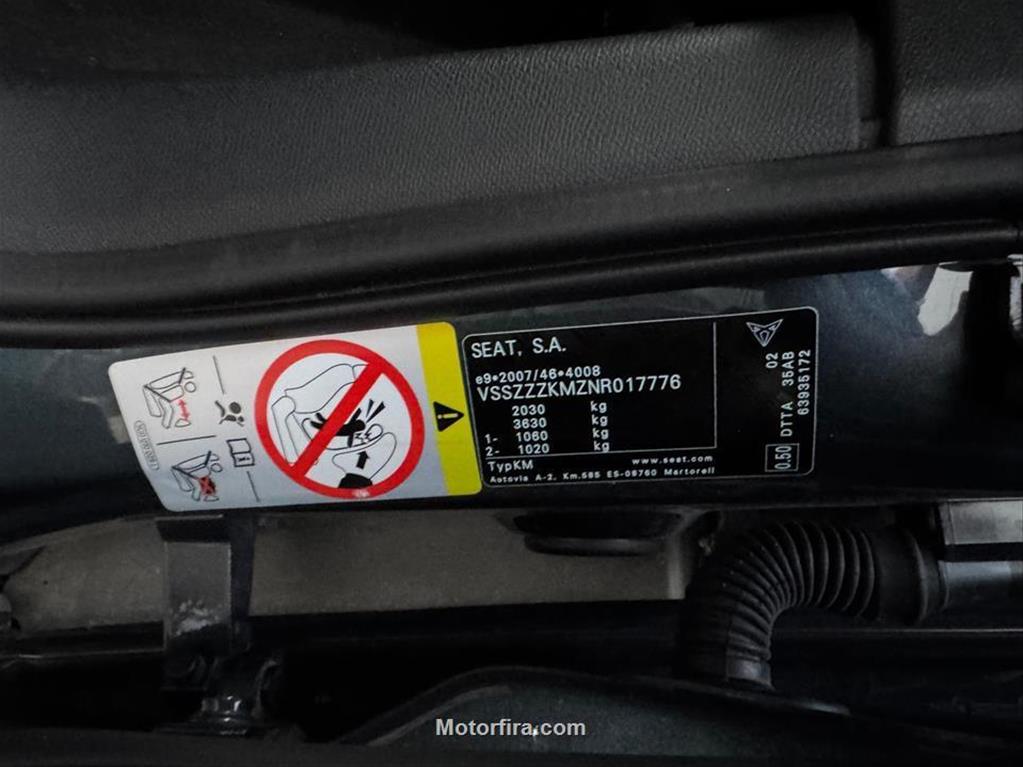 SEAT, S.A.
e9*2007/46*4008
VSSZZZKMZNR017776
2030 kg
3630 kg
1- 1060 kg
2- 1020 kg
TypKM
www.seat.com
Autovia A-2, Km.585 ES-08760 Martorell
0.50 DTTA 35AB 02
63935172
Motorfira.com